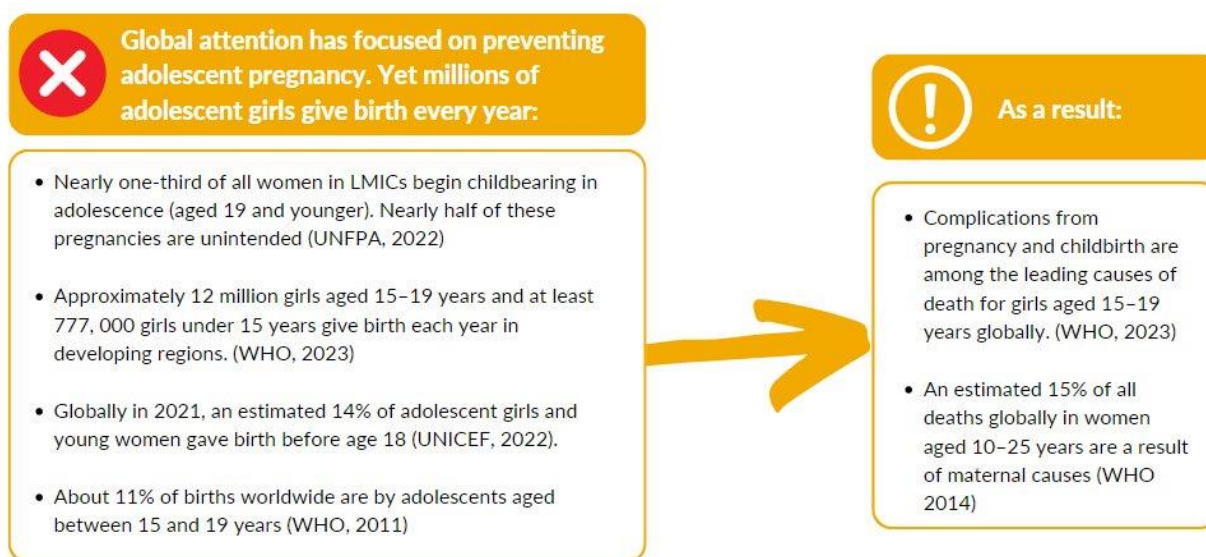 Global attention has focused on preventing
adolescent pregnancy. Yet millions of
adolescent girls give birth every year:
• Nearly one-third of all women in LMICs begin childbearing in
adolescence (aged 19 and younger). Nearly half of these
pregnancies are unintended (UNFPA, 2022)
• Approximately 12 million girls aged 15–19 years and at least
777, 000 girls under 15 years give birth each year in
developing regions. (WHO, 2023)
• Globally in 2021, an estimated 14% of adolescent girls and
young women gave birth before age 18 (UNICEF, 2022).
• About 11% of births worldwide are by adolescents aged
between 15 and 19 years (WHO, 2011)
As a result:
• Complications from
pregnancy and childbirth are
among the leading causes of
death for girls aged 15–19
years globally. (WHO, 2023)
• An estimated 15% of all
deaths globally in women
aged 10–25 years are a result
of maternal causes (WHO
2014)